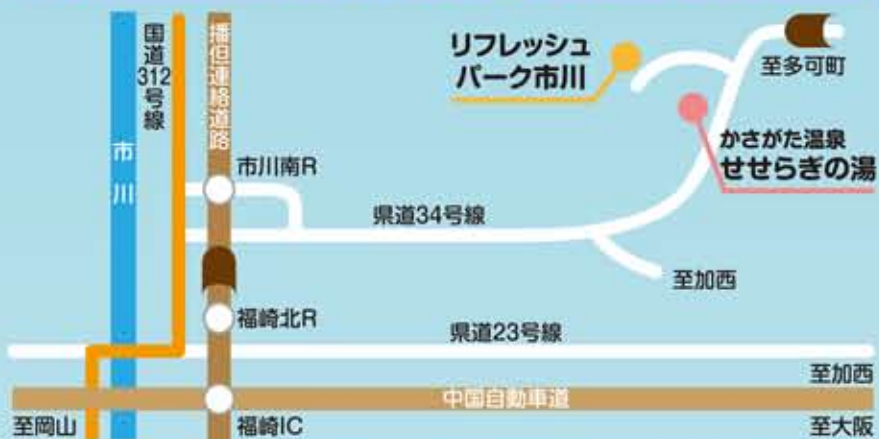 国道312号線
播但連絡道路
リフレッシュ
パーク市川
至多可町
市川
市川南R
かさがた温泉
せせらぎの湯
県道34号線
至加西
福崎北R
県道23号線
至加西
中国自動車道
至岡山
福崎IC
至大阪